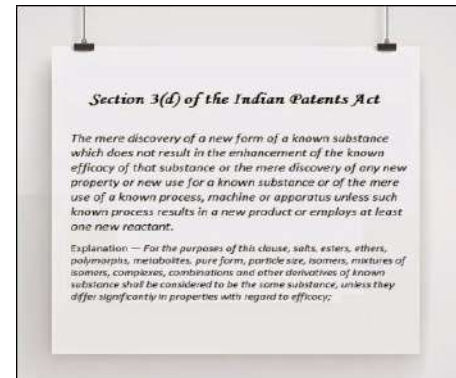 Section 3(d) of the Indian Patents Act
The mere discovery of a new form of a known substance
which does not result in the enhancement of the known
efficacy of that substance or the mere discovery of any new
property or new use for a known substance or of the mere
use of a known process, machine or apparatus unless such
known process results in a new product or employs at least
one new reactant.
Explanation — For the purposes of this clause, salts, esters, ethers,
polymorphs, metabolites, pure form, particle size, isomers, mixtures of
isomers, complexes, combinations and other derivatives of known
substance shall be considered to be the same substance, unless they
differ significantly in properties with regard to efficacy;